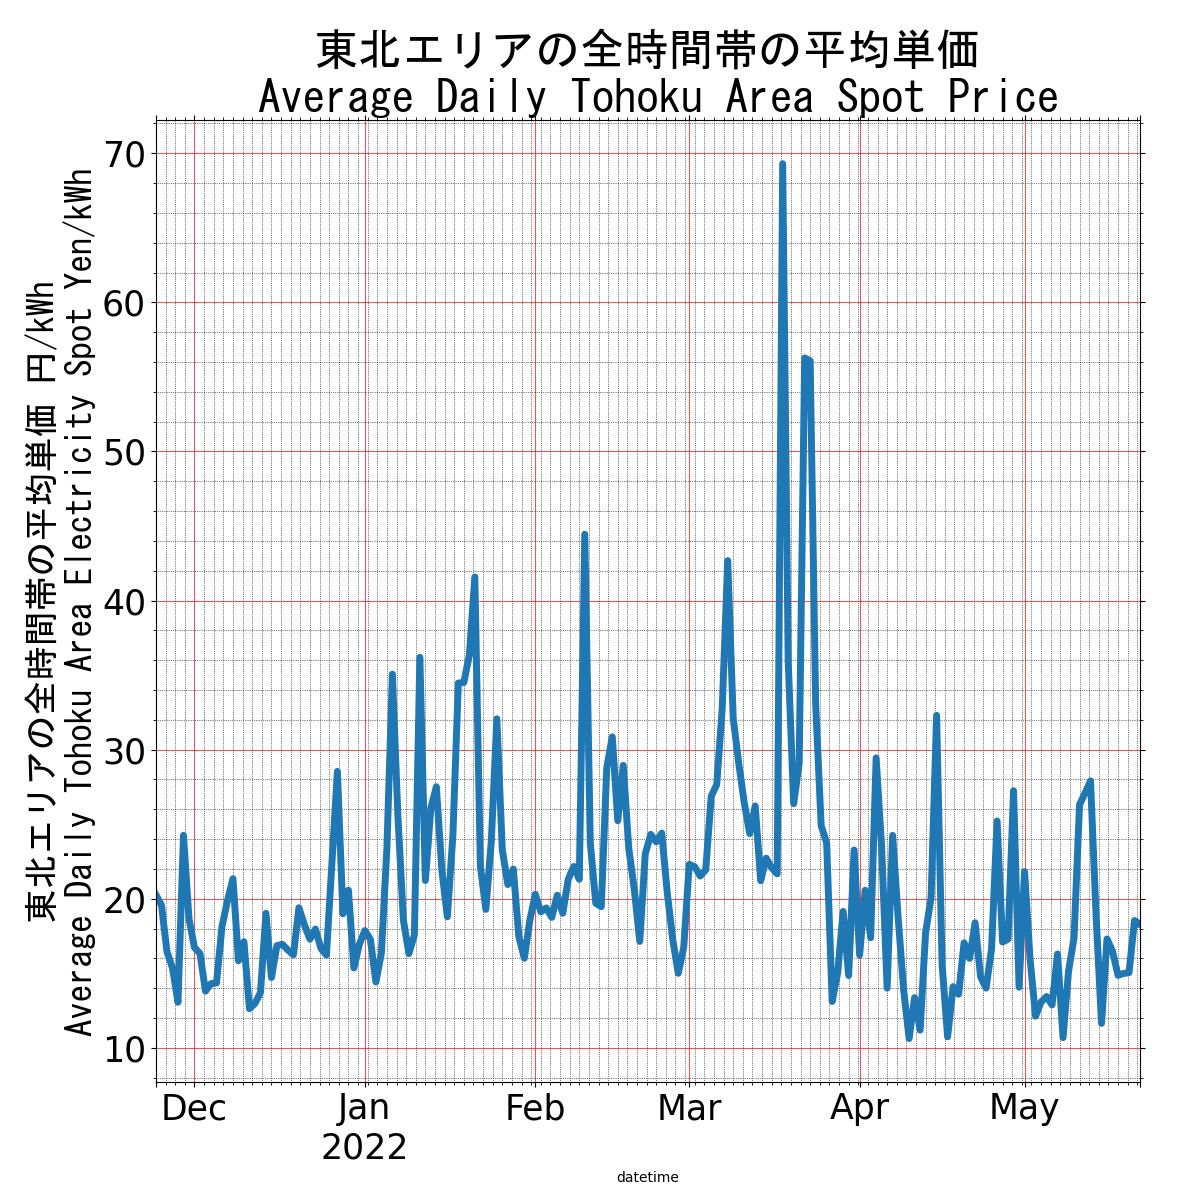 東北エリアの全時間帯の平均単価
Average Daily Tohoku Area Spot Price
東北エリアの全時間帯の平均単価 円/kWh
Average Daily Tohoku Area Electricity Spot Yen/kWh
70
60
50
40
30
20
10
Dec
Jan
2022
Feb
Mar
Apr
May
datetime